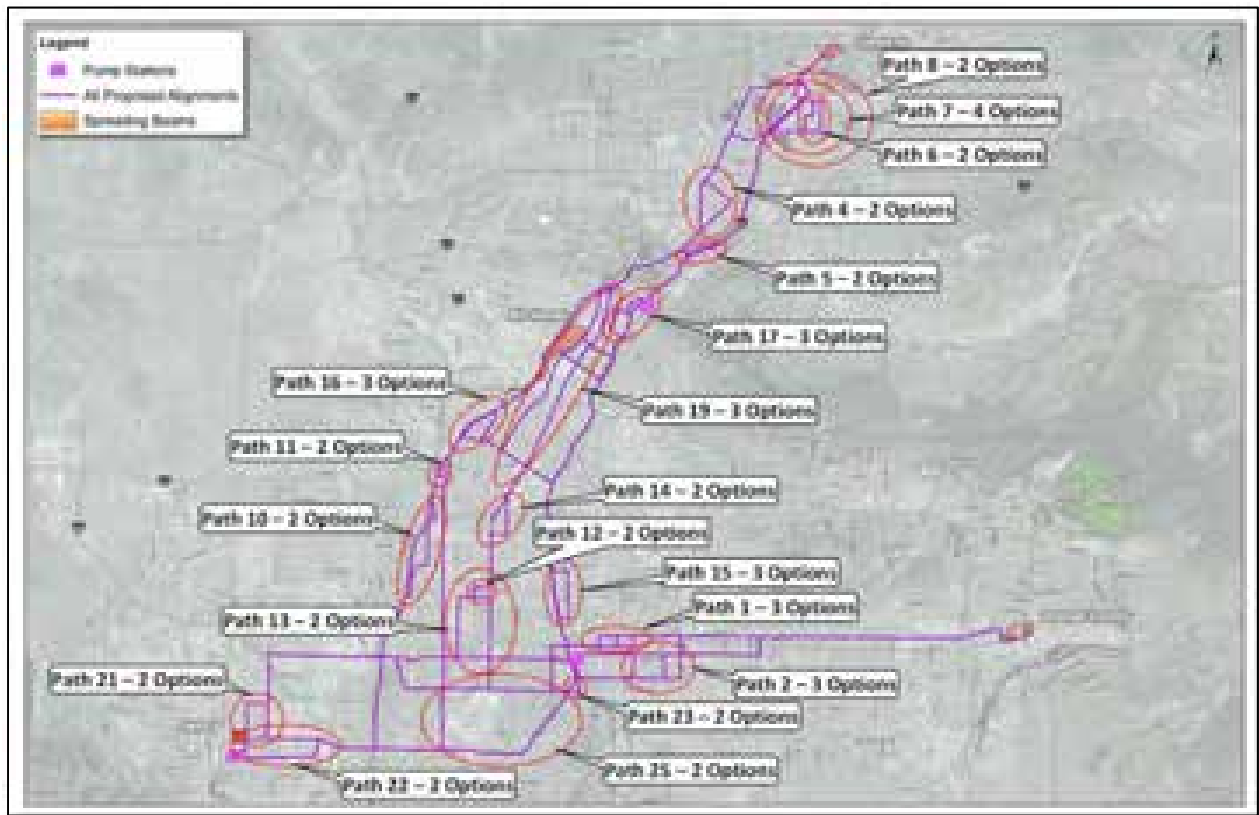 Legend
Pump Stations
All Proposed Alignments
Spreading Basins
Path 8 – 2 Options
Path 7 – 4 Options
Path 6 – 2 Options
Path 4 – 2 Options
Path 5 – 2 Options
Path 17 – 3 Options
Path 16 – 3 Options
Path 19 – 3 Options
Path 11 – 2 Options
Path 14 – 2 Options
Path 10 – 2 Options
Path 12 – 2 Options
Path 15 – 3 Options
Path 1 – 3 Options
Path 13 – 2 Options
Path 21 – 2 Options
Path 2 – 3 Options
Path 23 – 2 Options
Path 25 – 2 Options
Path 22 – 2 Options